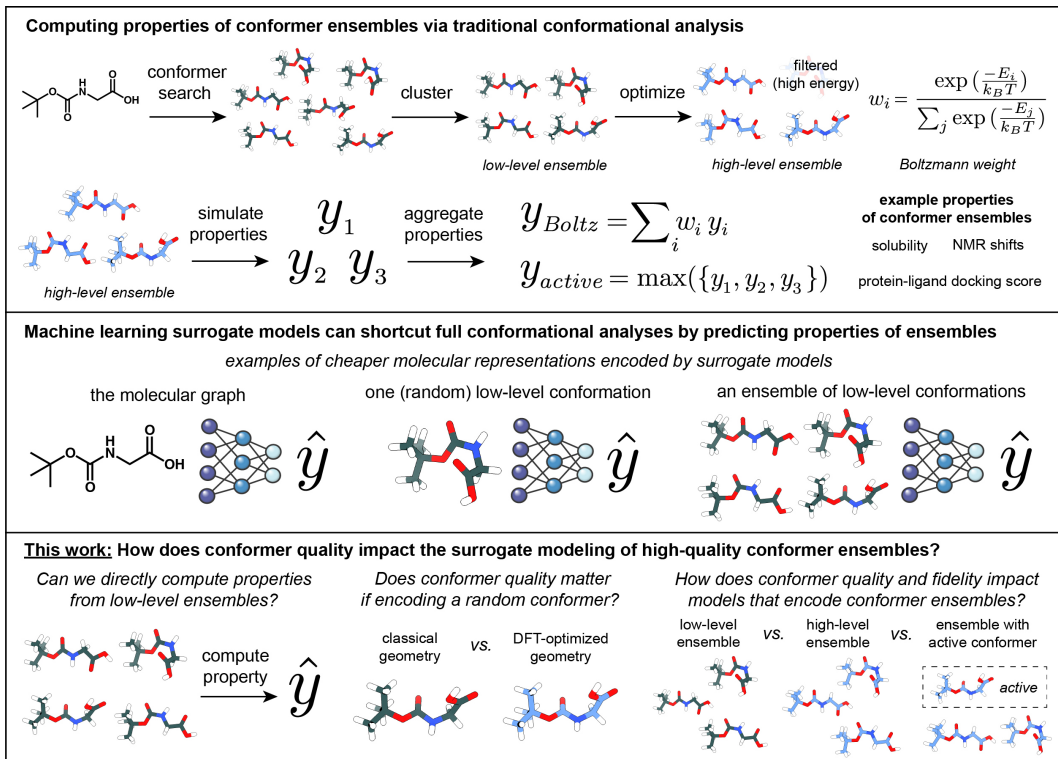 Computing properties of conformer ensembles via traditional conformational analysis
conformer
search
cluster
optimize
filtered
(high energy)
low-level ensemble
high-level ensemble
w_i = exp(-E_i / k_B T) / ∑_j exp(-E_j / k_B T)
Boltzmann weight
H
N
O
O
O
OH
high-level ensemble
simulate
properties
y_1
y_2 y_3
aggregate
properties
y_Boltz = ∑_i w_i y_i
y_active = max({y_1, y_2, y_3})
example properties
of conformer ensembles
solubility NMR shifts
protein-ligand docking score
Machine learning surrogate models can shortcut full conformational analyses by predicting properties of ensembles
examples of cheaper molecular representations encoded by surrogate models
the molecular graph
H
N
O
O
O
OH
ŷ
one (random) low-level conformation
ŷ
an ensemble of low-level conformations
ŷ
This work: How does conformer quality impact the surrogate modeling of high-quality conformer ensembles?
Can we directly compute properties
from low-level ensembles?
compute
property
ŷ
Does conformer quality matter
if encoding a random conformer?
classical
geometry
vs.
DFT-optimized
geometry
How does conformer quality and fidelity impact
models that encode conformer ensembles?
low-level
ensemble
vs.
high-level
ensemble
vs.
ensemble with
active conformer
active